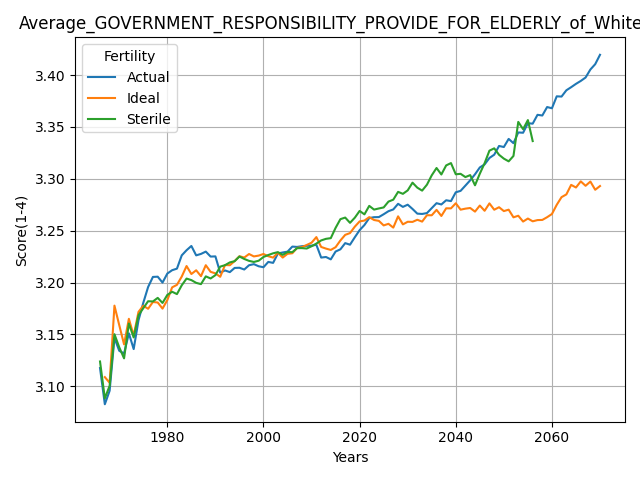 Average_GOVERNMENT_RESPONSIBILITY_PROVIDE_FOR_ELDERLY_of_White
Fertility
Actual
Ideal
Sterile
3.40
3.35
3.30
3.25
3.20
3.15
3.10
Score(1-4)
1980 2000 2020 2040 2060
Years